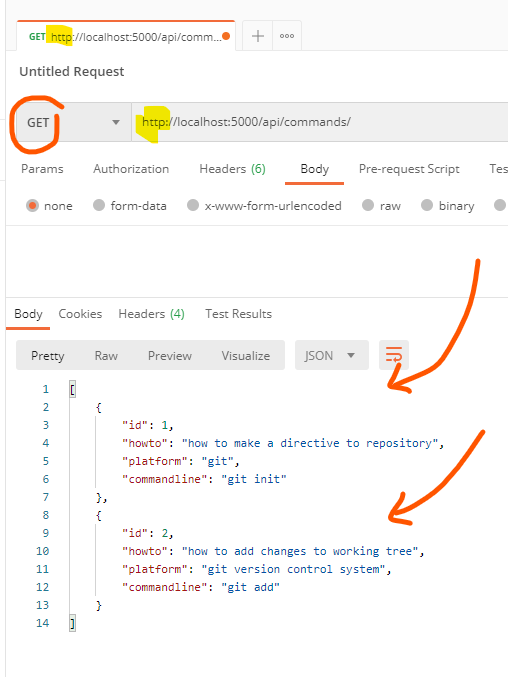 GET http://localhost:5000/api/comm...
Untitled Request
GET http://localhost:5000/api/commands/
Params Authorization Headers (6) Body Pre-request Script Tes
none form-data x-www-form-urlencoded raw binary
Body Cookies Headers (4) Test Results
Pretty Raw Preview Visualize JSON
1 [
2 {
3 "id": 1,
4 "howto": "how to make a directive to repository",
5 "platform": "git",
6 "commandline": "git init"
7 },
8 {
9 "id": 2,
10 "howto": "how to add changes to working tree",
11 "platform": "git version control system",
12 "commandline": "git add"
13 }
14 ]